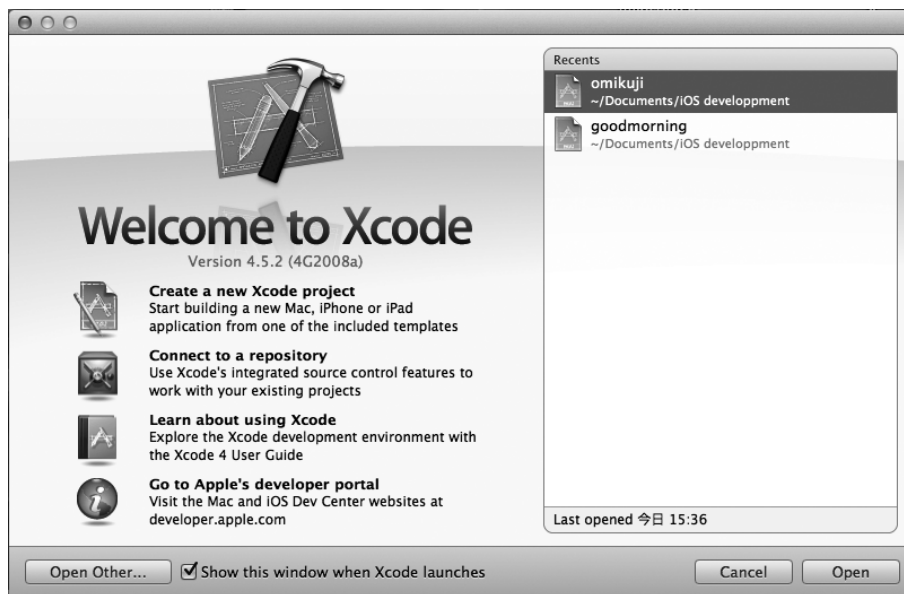 Welcome to Xcode
Version 4.5.2 (4G2008a)
Create a new Xcode project
Start building a new Mac, iPhone or iPad
application from one of the included templates
Connect to a repository
Use Xcode's integrated source control features to
work with your existing projects
Learn about using Xcode
Explore the Xcode development environment with
the Xcode 4 User Guide
Go to Apple's developer portal
Visit the Mac and iOS Dev Center websites at
developer.apple.com
Recents
omikuji
~/Documents/iOS developpment
goodmorning
~/Documents/iOS developpment
Last opened 今日 15:36
Open Other...
Show this window when Xcode launches
Cancel
Open